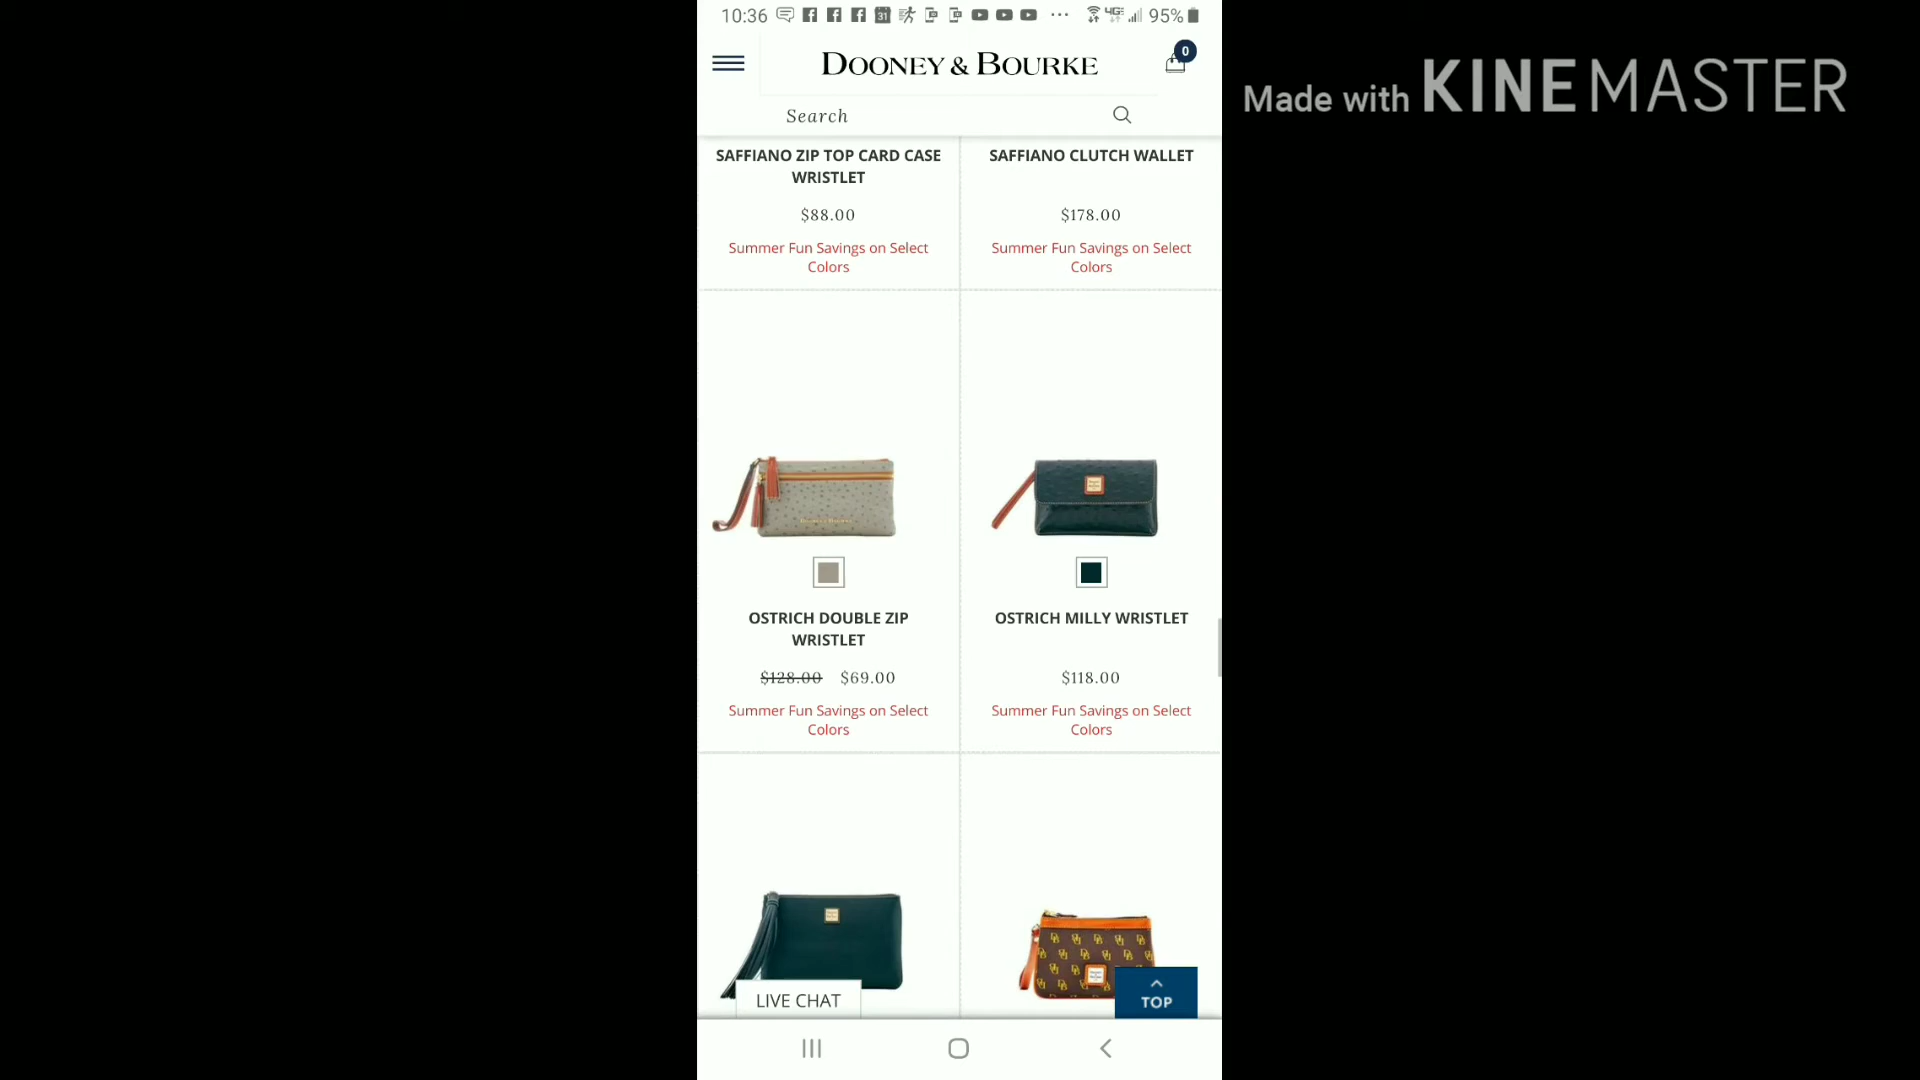 10:36 31 4G 95%
DOONEY & BOURKE
0
Search
SAFFIANO ZIP TOP CARD CASE
WRISTLET
$88.00
Summer Fun Savings on Select
Colors
SAFFIANO CLUTCH WALLET
$178.00
Summer Fun Savings on Select
Colors
OSTRICH DOUBLE ZIP
WRISTLET
$128.00 $69.00
Summer Fun Savings on Select
Colors
OSTRICH MILLY WRISTLET
$118.00
Summer Fun Savings on Select
Colors
LIVE CHAT
TOP
Made with KINEMASTER